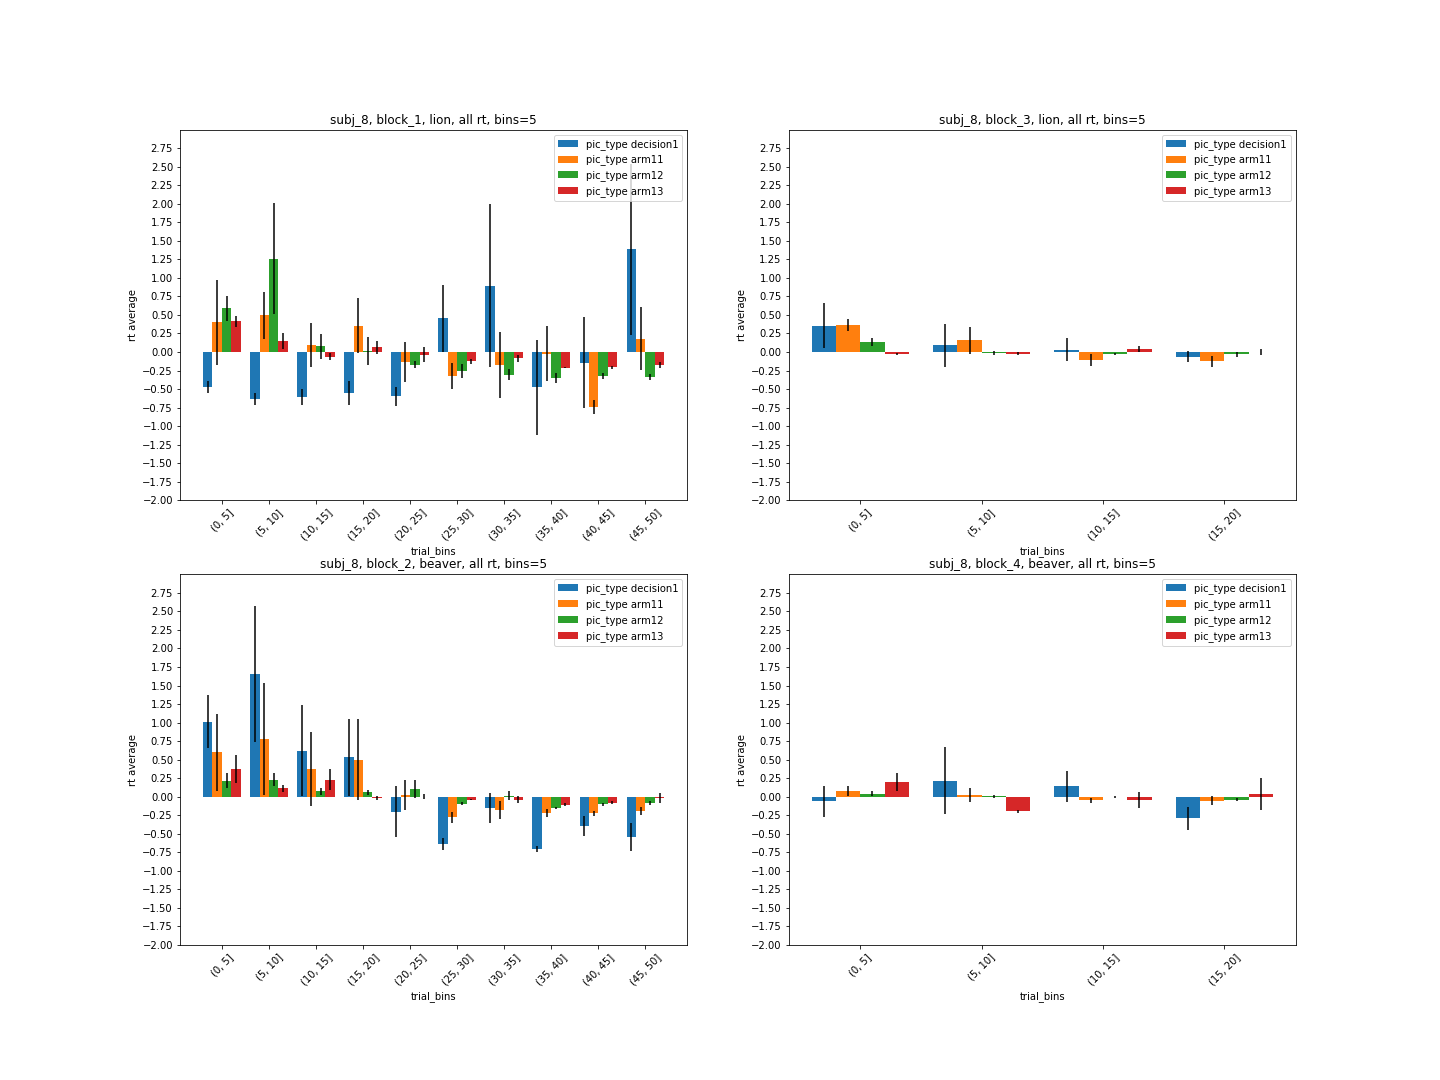 subj_8, block_1, lion, all rt, bins=5
pic_type decision1
pic_type arm11
pic_type arm12
pic_type arm13
rt average
2.75
2.50
2.25
2.00
1.75
1.50
1.25
1.00
0.75
0.50
0.25
0.00
−0.25
−0.50
−0.75
−1.00
−1.25
−1.50
−1.75
−2.00
(0, 5] (5, 10] (10, 15] (15, 20] (20, 25] (25, 30] (30, 35] (35, 40] (40, 45] (45, 50]
trial_bins
subj_8, block_3, lion, all rt, bins=5
pic_type decision1
pic_type arm11
pic_type arm12
pic_type arm13
rt average
2.75
2.50
2.25
2.00
1.75
1.50
1.25
1.00
0.75
0.50
0.25
0.00
−0.25
−0.50
−0.75
−1.00
−1.25
−1.50
−1.75
−2.00
(0, 5] (5, 10] (10, 15] (15, 20]
trial_bins
subj_8, block_2, beaver, all rt, bins=5
pic_type decision1
pic_type arm11
pic_type arm12
pic_type arm13
rt average
2.75
2.50
2.25
2.00
1.75
1.50
1.25
1.00
0.75
0.50
0.25
0.00
−0.25
−0.50
−0.75
−1.00
−1.25
−1.50
−1.75
−2.00
(0, 5] (5, 10] (10, 15] (15, 20] (20, 25] (25, 30] (30, 35] (35, 40] (40, 45] (45, 50]
trial_bins
subj_8, block_4, beaver, all rt, bins=5
pic_type decision1
pic_type arm11
pic_type arm12
pic_type arm13
rt average
2.75
2.50
2.25
2.00
1.75
1.50
1.25
1.00
0.75
0.50
0.25
0.00
−0.25
−0.50
−0.75
−1.00
−1.25
−1.50
−1.75
−2.00
(0, 5] (5, 10] (10, 15] (15, 20]
trial_bins